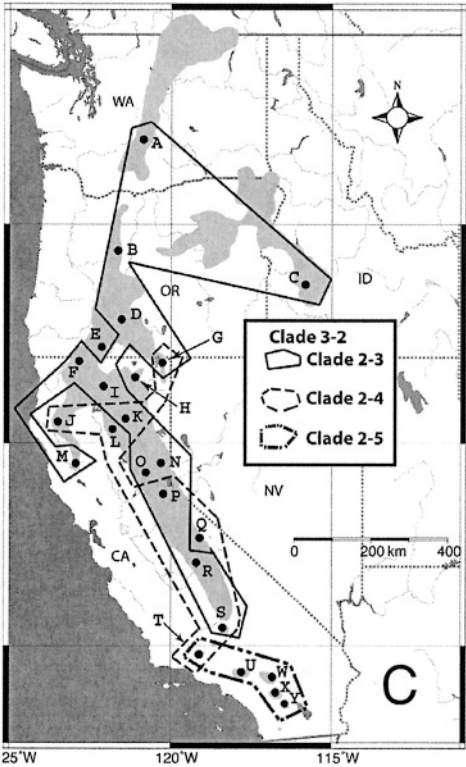 WA
N
A
B
C
ID
OR
D
E
G
F
I
H
J
K
L
M
O
N
P
NV
Q
CA
R
S
T
U
W
X
Y
Clade 3-2
Clade 2-3
Clade 2-4
Clade 2-5
0 200 400 km
C
25°W 120°W 115°W